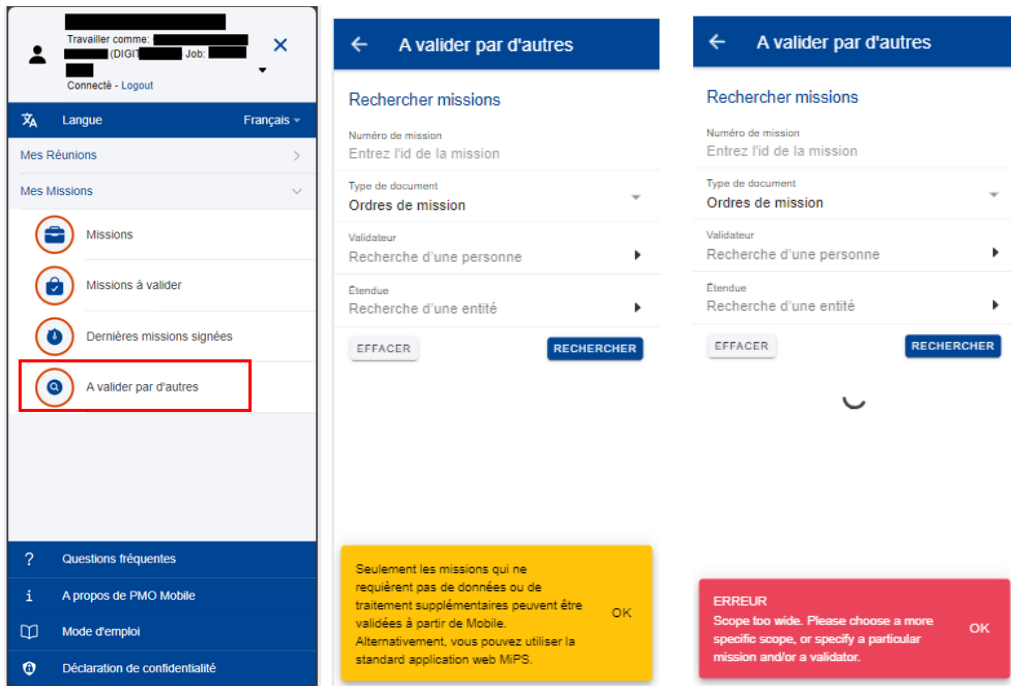 Travailler comme:
(DIGIT Job:
Connecté - Logout
Langue Français
Mes Réunions
Mes Missions
Missions
Missions à valider
Dernières missions signées
A valider par d'autres
? Questions fréquentes
i A propos de PMO Mobile
Mode d'emploi
Déclaration de confidentialité
A valider par d'autres
Rechercher missions
Numéro de mission
Entrez l'id de la mission
Type de document
Ordres de mission
Validateur
Recherche d'une personne
Étendue
Recherche d'une entité
EFFACER RECHERCHER
Seulement les missions qui ne
requièrent pas de données ou de
traitement supplémentaires peuvent être
validées à partir de Mobile.
Alternativement, vous pouvez utiliser la
standard application web MiPS.
OK
A valider par d'autres
Rechercher missions
Numéro de mission
Entrez l'id de la mission
Type de document
Ordres de mission
Validateur
Recherche d'une personne
Étendue
Recherche d'une entité
EFFACER RECHERCHER
ERREUR
Scope too wide. Please choose a more
specific scope, or specify a particular
mission and/or a validator.
OK